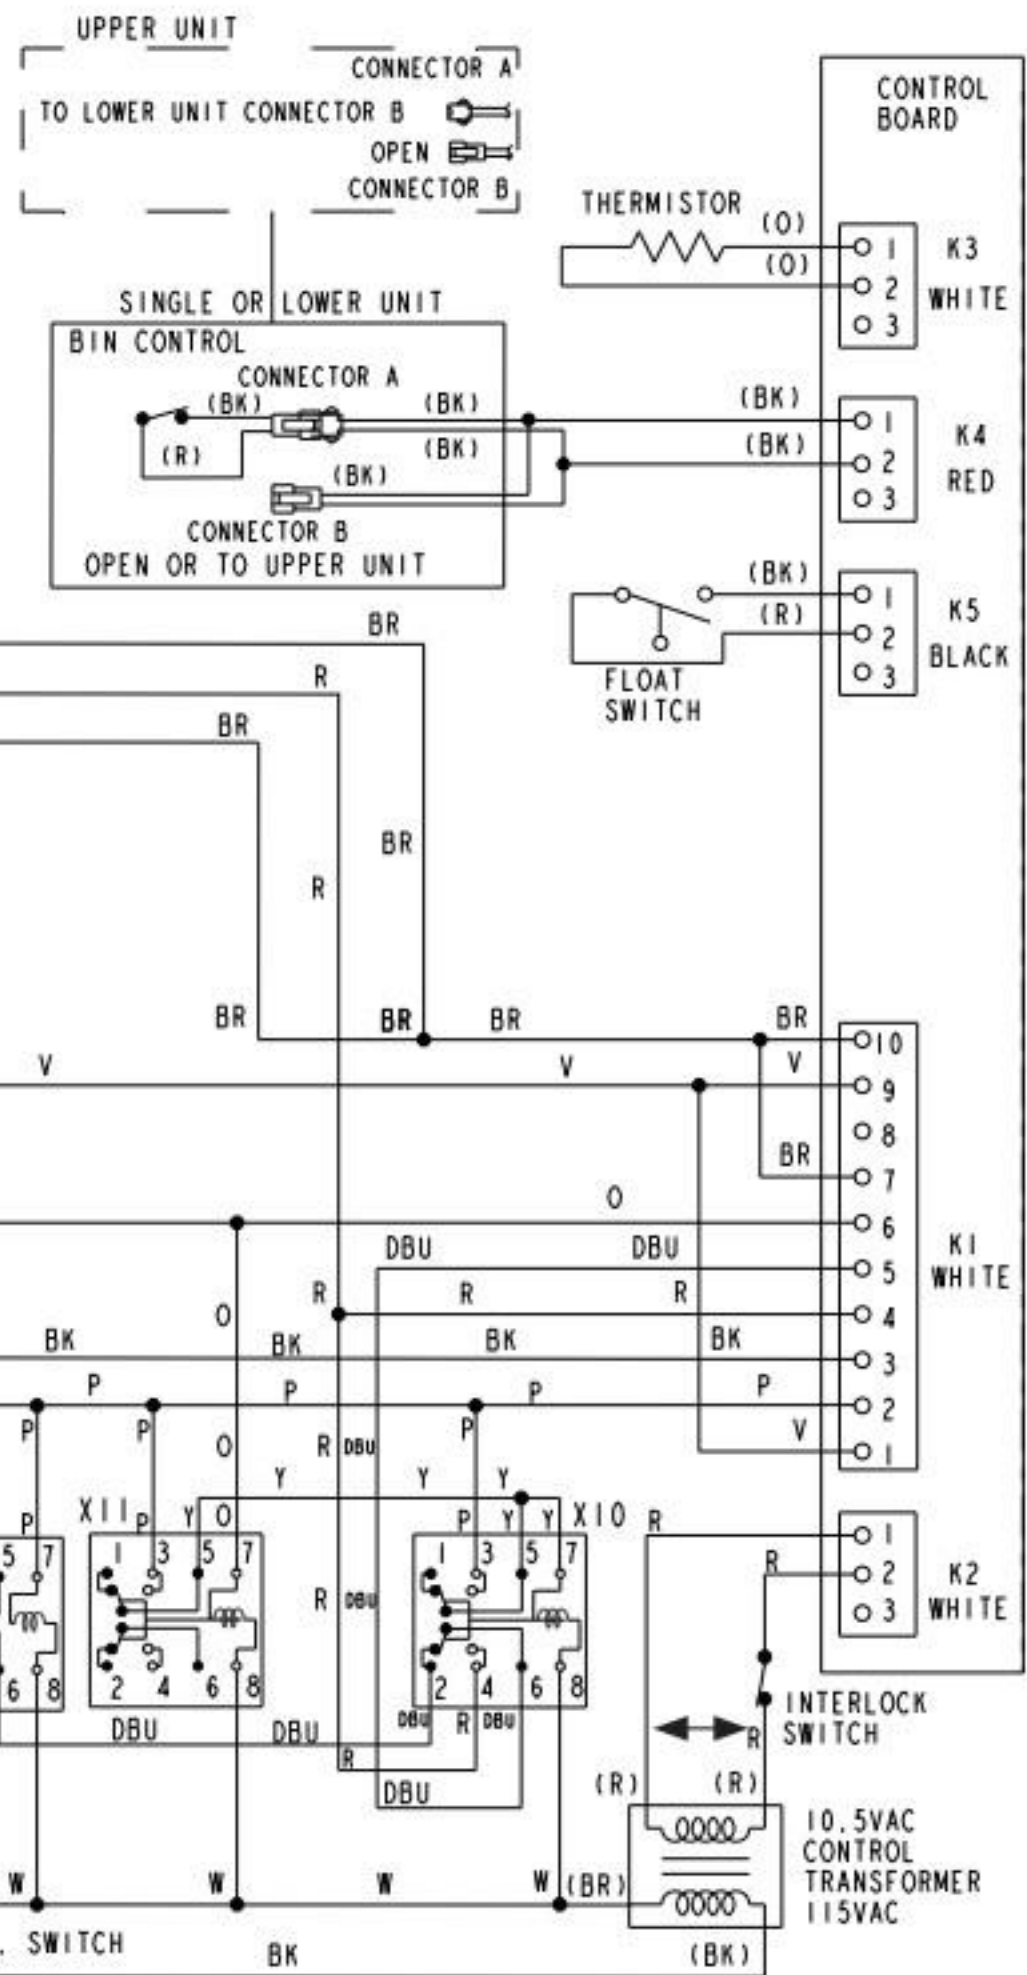 UPPER UNIT
CONNECTOR A
TO LOWER UNIT CONNECTOR B
OPEN
CONNECTOR B
CONTROL
BOARD
THERMISTOR
(O)
(O)
1
2
3
K3
WHITE
SINGLE OR LOWER UNIT
BIN CONTROL
CONNECTOR A
(BK)
(BK)
(BK)
(R)
(BK)
(BK)
(BK)
1
2
3
K4
RED
CONNECTOR B
OPEN OR TO UPPER UNIT
(BK)
(R)
1
2
3
K5
BLACK
FLOAT
SWITCH
BR
R
BR
BR
R
BR
BR
BR
BR
10
V
V
V
9
8
BR
7
O
6
DBU
DBU
5
K1
WHITE
R
R
R
4
O
BK
BK
BK
BK
3
P
P
P
P
2
P
P
O
R
DBU
P
V
1
Y
Y
Y
P
X11
P
Y
O
P
Y
Y
X10
R
1
5
7
1
3
5
7
1
3
5
7
R
2
K2
WHITE
3
R
DBU
6
8
2
4
6
8
2
4
6
8
DBU
DBU
DBU
R
DBU
R
DBU
INTERLOCK
SWITCH
R
(R)
(R)
10.5VAC
CONTROL
TRANSFORMER
115VAC
W
W
W
W
(BR)
. SWITCH
BK
(BK)